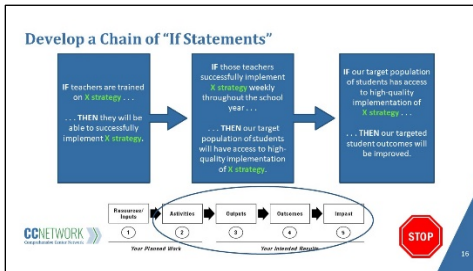 Develop a Chain of "If Statements"
IF teachers are trained
on X strategy . . .
. . . THEN they will be
able to successfully
implement X strategy.
IF those teachers
successfully implement
X strategy weekly
throughout the school
year . . .
. . . THEN our target
population of students
will have access to high-
quality implementation
of X strategy.
IF our target population
of students has access
to high-quality
implementation of
X strategy . . .
. . . THEN our targeted
student outcomes will
be improved.
Resources/
Inputs
Activities
Outputs
Outcomes
Impact
1
2
3
4
5
Your Planned Work
Your Intended Results
CCNETWORK
Comprehensive Center Network
STOP
16